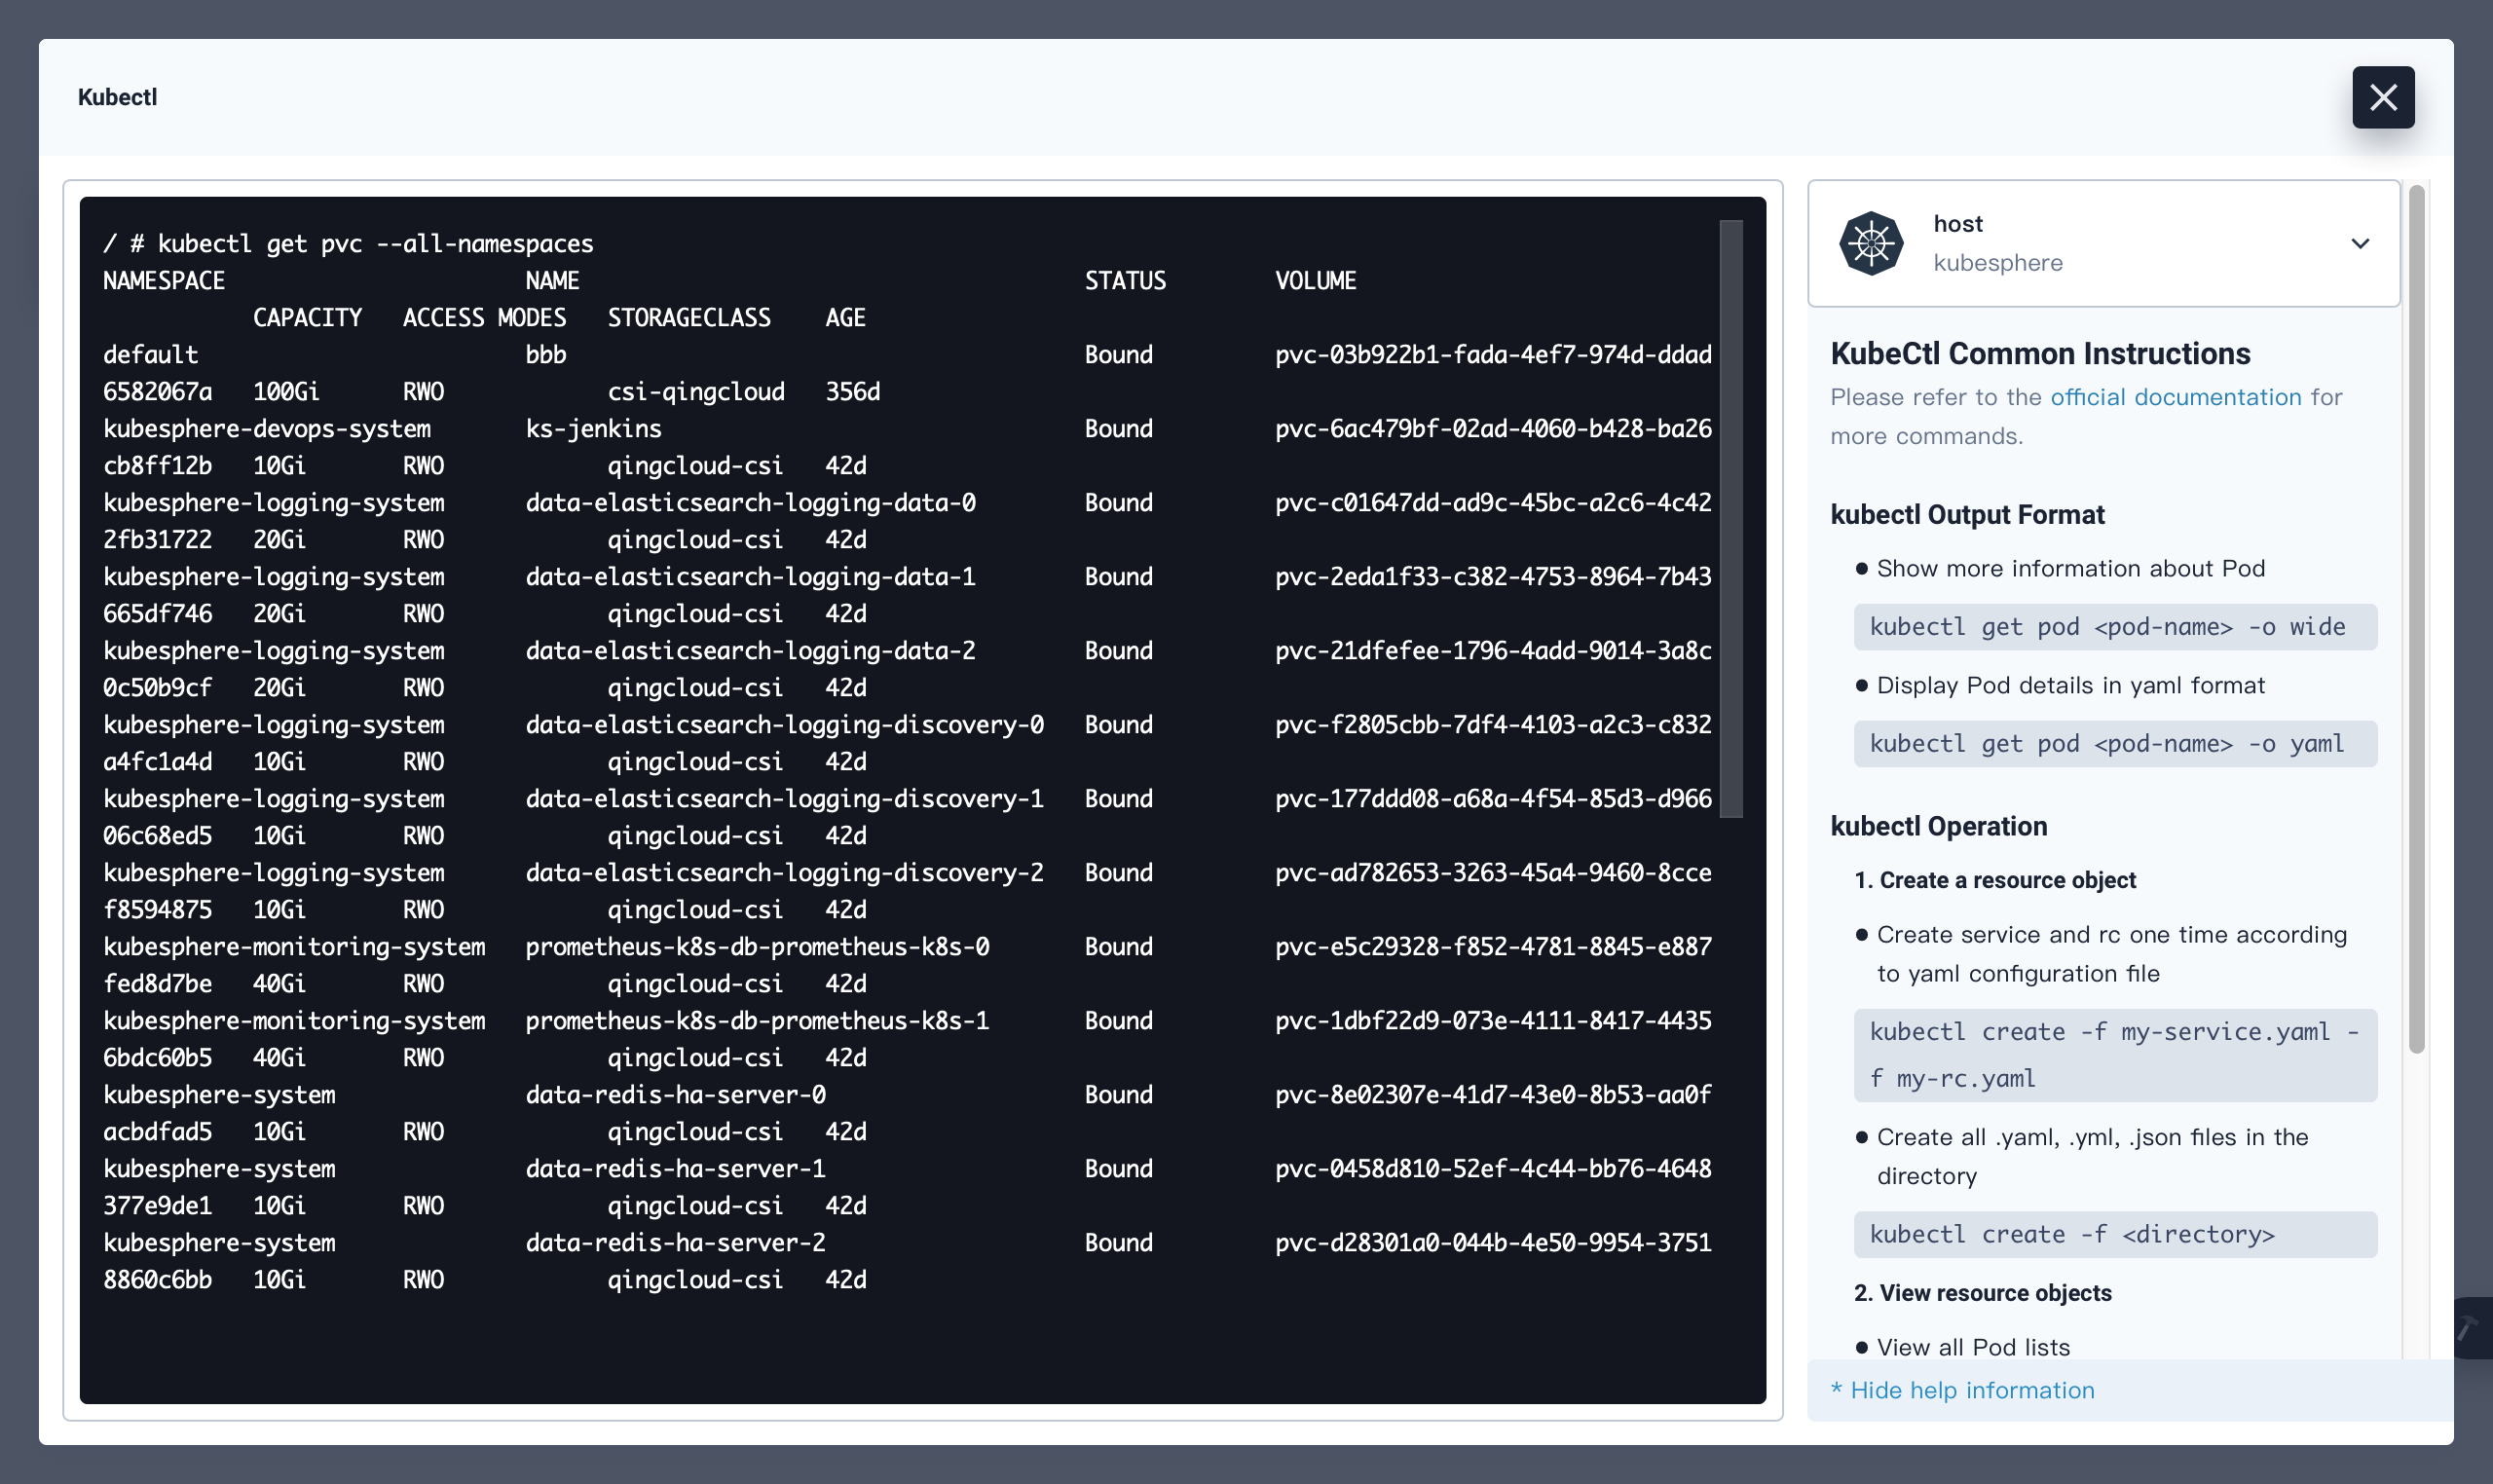 Kubectl
/ # kubectl get pvc --all-namespaces
NAMESPACE                      NAME                                     STATUS        VOLUME
           CAPACITY   ACCESS MODES   STORAGECLASS    AGE
default                        bbb                                      Bound         pvc-03b922b1-fada-4ef7-974d-ddad
6582067a   100Gi      RWO            csi-qingcloud   356d
kubesphere-devops-system       ks-jenkins                               Bound         pvc-6ac479bf-02ad-4060-b428-ba26
cb8ff12b   10Gi       RWO            qingcloud-csi   42d
kubesphere-logging-system      data-elasticsearch-logging-data-0        Bound         pvc-c01647dd-ad9c-45bc-a2c6-4c42
2fb31722   20Gi       RWO            qingcloud-csi   42d
kubesphere-logging-system      data-elasticsearch-logging-data-1        Bound         pvc-2eda1f33-c382-4753-8964-7b43
665df746   20Gi       RWO            qingcloud-csi   42d
kubesphere-logging-system      data-elasticsearch-logging-data-2        Bound         pvc-21dfefee-1796-4add-9014-3a8c
0c50b9cf   20Gi       RWO            qingcloud-csi   42d
kubesphere-logging-system      data-elasticsearch-logging-discovery-0   Bound         pvc-f2805cbb-7df4-4103-a2c3-c832
a4fc1a4d   10Gi       RWO            qingcloud-csi   42d
kubesphere-logging-system      data-elasticsearch-logging-discovery-1   Bound         pvc-177ddd08-a68a-4f54-85d3-d966
06c68ed5   10Gi       RWO            qingcloud-csi   42d
kubesphere-logging-system      data-elasticsearch-logging-discovery-2   Bound         pvc-ad782653-3263-45a4-9460-8cce
f8594875   10Gi       RWO            qingcloud-csi   42d
kubesphere-monitoring-system   prometheus-k8s-db-prometheus-k8s-0       Bound         pvc-e5c29328-f852-4781-8845-e887
fed8d7be   40Gi       RWO            qingcloud-csi   42d
kubesphere-monitoring-system   prometheus-k8s-db-prometheus-k8s-1       Bound         pvc-1dbf22d9-073e-4111-8417-4435
6bdc60b5   40Gi       RWO            qingcloud-csi   42d
kubesphere-system              data-redis-ha-server-0                   Bound         pvc-8e02307e-41d7-43e0-8b53-aa0f
acbdfad5   10Gi       RWO            qingcloud-csi   42d
kubesphere-system              data-redis-ha-server-1                   Bound         pvc-0458d810-52ef-4c44-bb76-4648
377e9de1   10Gi       RWO            qingcloud-csi   42d
kubesphere-system              data-redis-ha-server-2                   Bound         pvc-d28301a0-044b-4e50-9954-3751
8860c6bb   10Gi       RWO            qingcloud-csi   42d
host
kubesphere
KubeCtl Common Instructions
Please refer to the official documentation for
more commands.
kubectl Output Format
● Show more information about Pod
kubectl get pod <pod-name> -o wide
● Display Pod details in yaml format
kubectl get pod <pod-name> -o yaml
kubectl Operation
1. Create a resource object
● Create service and rc one time according
to yaml configuration file
kubectl create -f my-service.yaml -
f my-rc.yaml
● Create all .yaml, .yml, .json files in the
directory
kubectl create -f <directory>
2. View resource objects
● View all Pod lists
* Hide help information